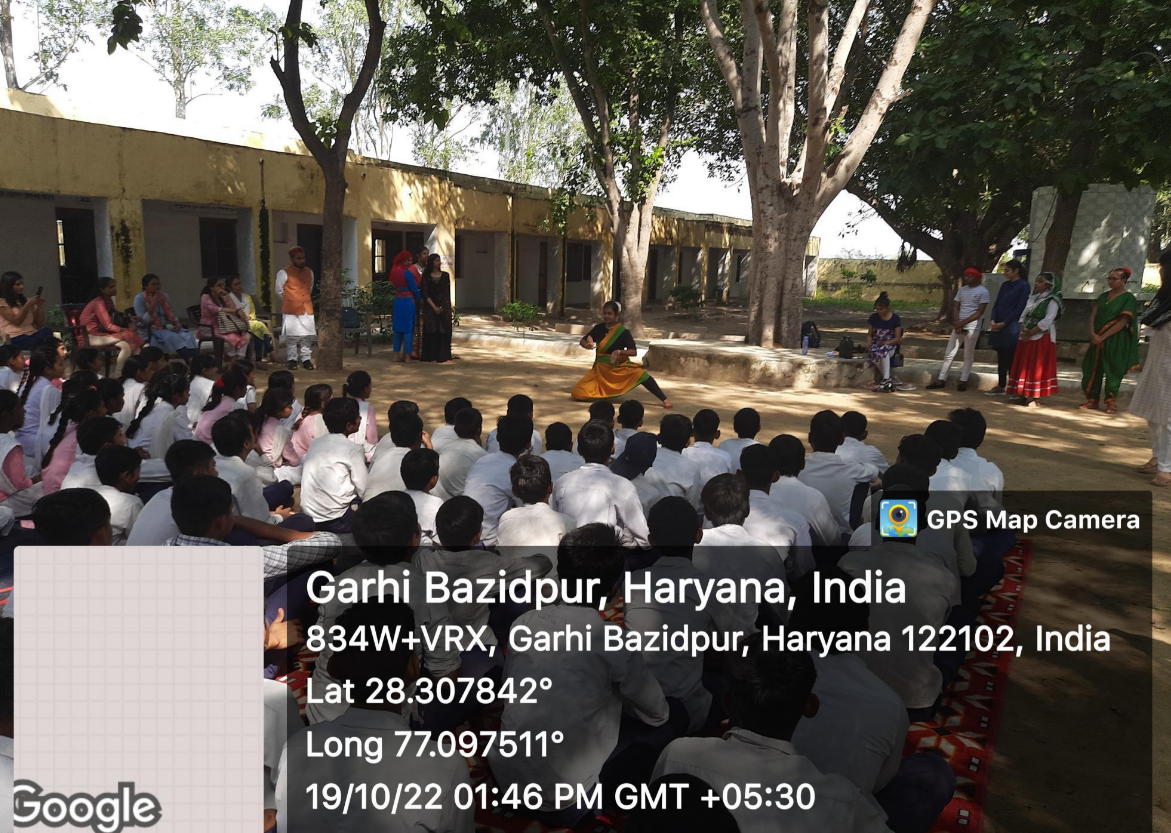 GPS Map Camera
Garhi Bazidpur, Haryana, India
834W+VRX, Garhi Bazidpur, Haryana 122102, India
Lat 28.307842°
Long 77.097511°
19/10/22 01:46 PM GMT +05:30
Google